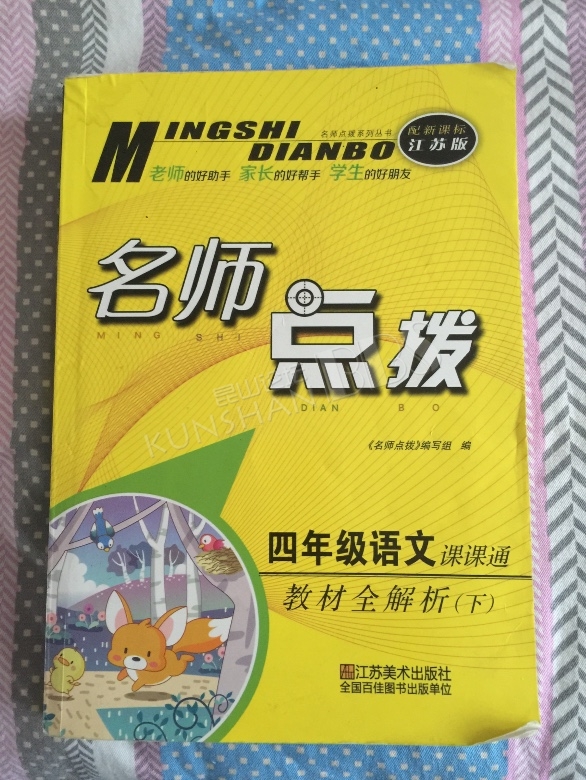 MINGSHI
DIANBO
名师点拨系列丛书
配新课标
江苏版
老师的好助手 家长的好帮手 学生的好朋友
名师
MING SHI
点拨
DIAN BO
昆山
KUNSHAN
《名师点拨》编写组 编
四年级语文 课课通
教材全解析(下)
江苏美术出版社
全国百佳图书出版单位